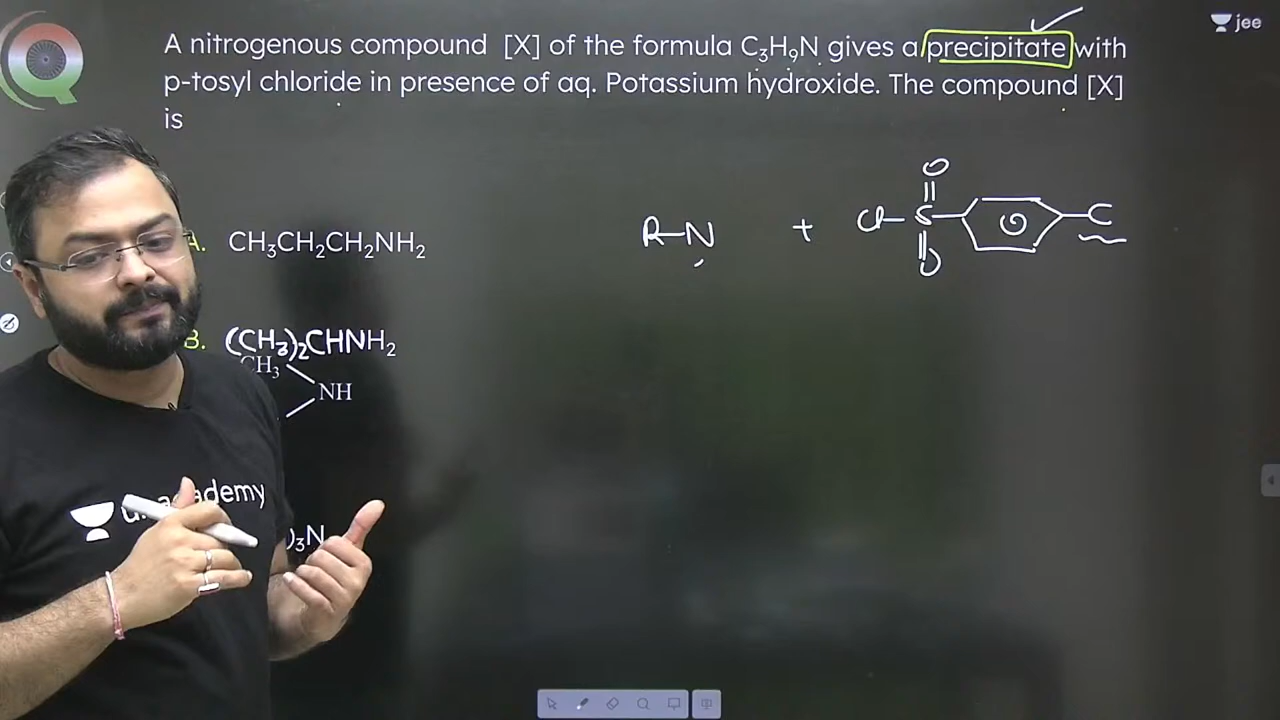 A nitrogenous compound [X] of the formula C₃H₉N gives a precipitate with
p-tosyl chloride in presence of aq. Potassium hydroxide. The compound [X]
is
jee
O
R-N + Cl-S-C
O
A. CH₃CH₂CH₂NH₂
B. (CH₃)₂CHNH₂
CH₃
NH
)₃N